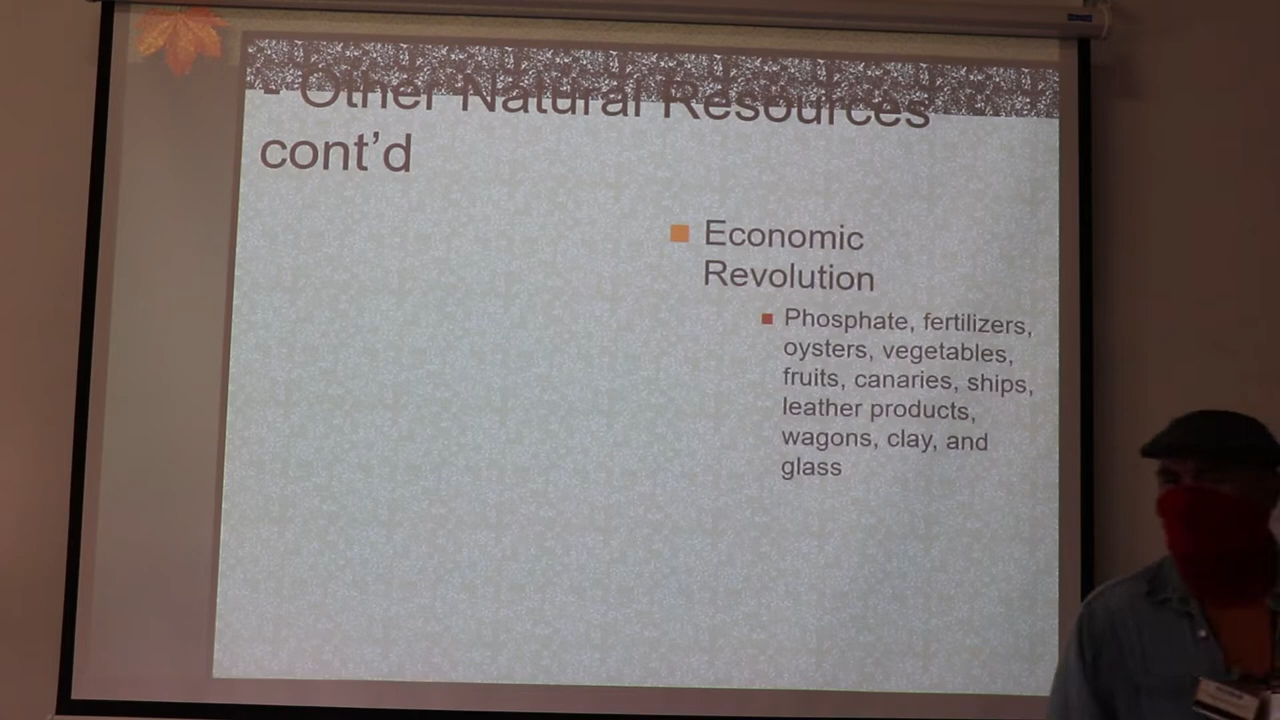 - Other Natural Resources
cont'd
Economic
Revolution
Phosphate, fertilizers,
oysters, vegetables,
fruits, canaries, ships,
leather products,
wagons, clay, and
glass